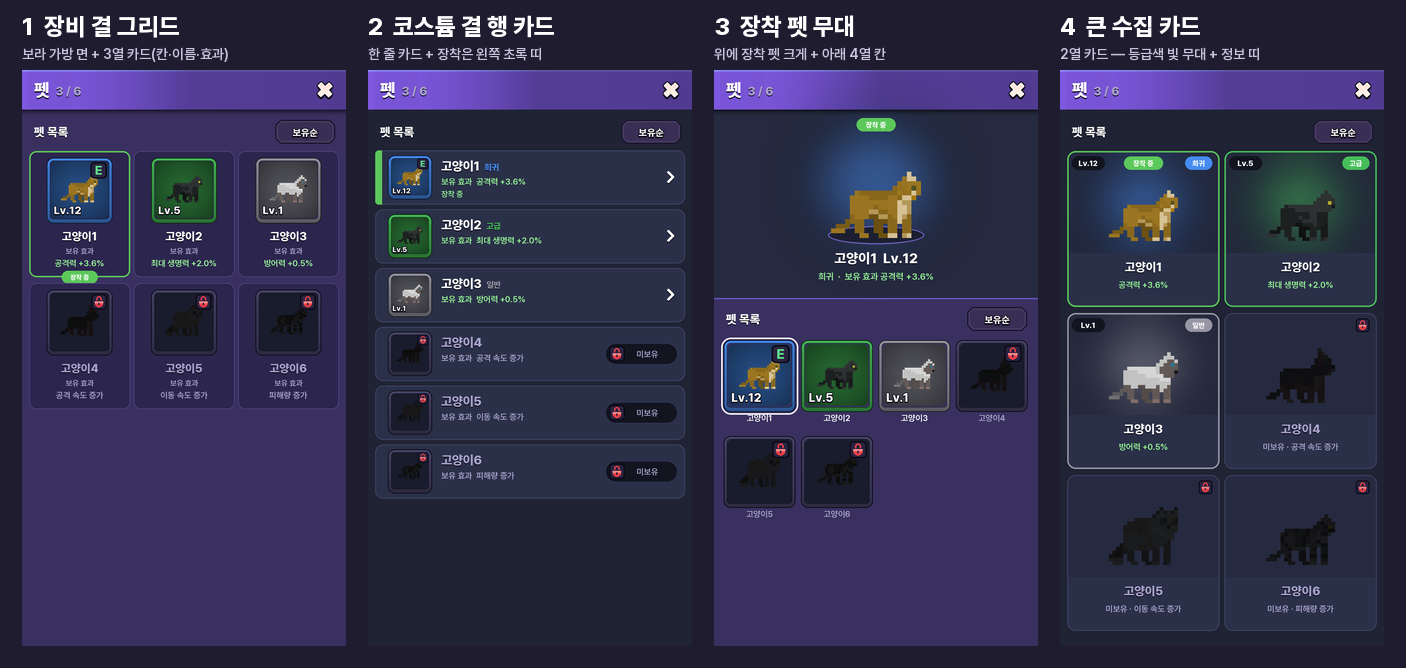 1 장비 결 그리드
보라 가방 면 + 3열 카드(칸·이름·효과)
펫 3 / 6
펫 목록
보유순
E
Lv.12
Lv.5
Lv.1
고양이1
고양이2
고양이3
보유 효과
보유 효과
보유 효과
공격력 +3.6%
최대 생명력 +2.0%
방어력 +0.5%
장착 중
고양이4
고양이5
고양이6
보유 효과
보유 효과
보유 효과
공격 속도 증가
이동 속도 증가
피해량 증가
2 코스튬 결 행 카드
한 줄 카드 + 장착은 왼쪽 초록 띠
펫 3 / 6
펫 목록
보유순
E
Lv.12
고양이1 희귀
보유 효과 공격력 +3.6%
장착 중
Lv.5
고양이2 고급
보유 효과 최대 생명력 +2.0%
Lv.1
고양이3 일반
보유 효과 방어력 +0.5%
고양이4
보유 효과 공격 속도 증가
미보유
고양이5
보유 효과 이동 속도 증가
미보유
고양이6
보유 효과 피해량 증가
미보유
3 장착 펫 무대
위에 장착 펫 크게 + 아래 4열 칸
펫 3 / 6
장착 중
고양이1 Lv.12
희귀 · 보유 효과 공격력 +3.6%
펫 목록
보유순
E
Lv.12
Lv.5
Lv.1
고양이1
고양이2
고양이3
고양이4
고양이5
고양이6
4 큰 수집 카드
2열 카드 — 등급색 빛 무대 + 정보 띠
펫 3 / 6
펫 목록
보유순
Lv.12
장착 중
희귀
고양이1
공격력 +3.6%
Lv.5
고급
고양이2
최대 생명력 +2.0%
Lv.1
일반
고양이3
방어력 +0.5%
고양이4
미보유 · 공격 속도 증가
고양이5
미보유 · 이동 속도 증가
고양이6
미보유 · 피해량 증가